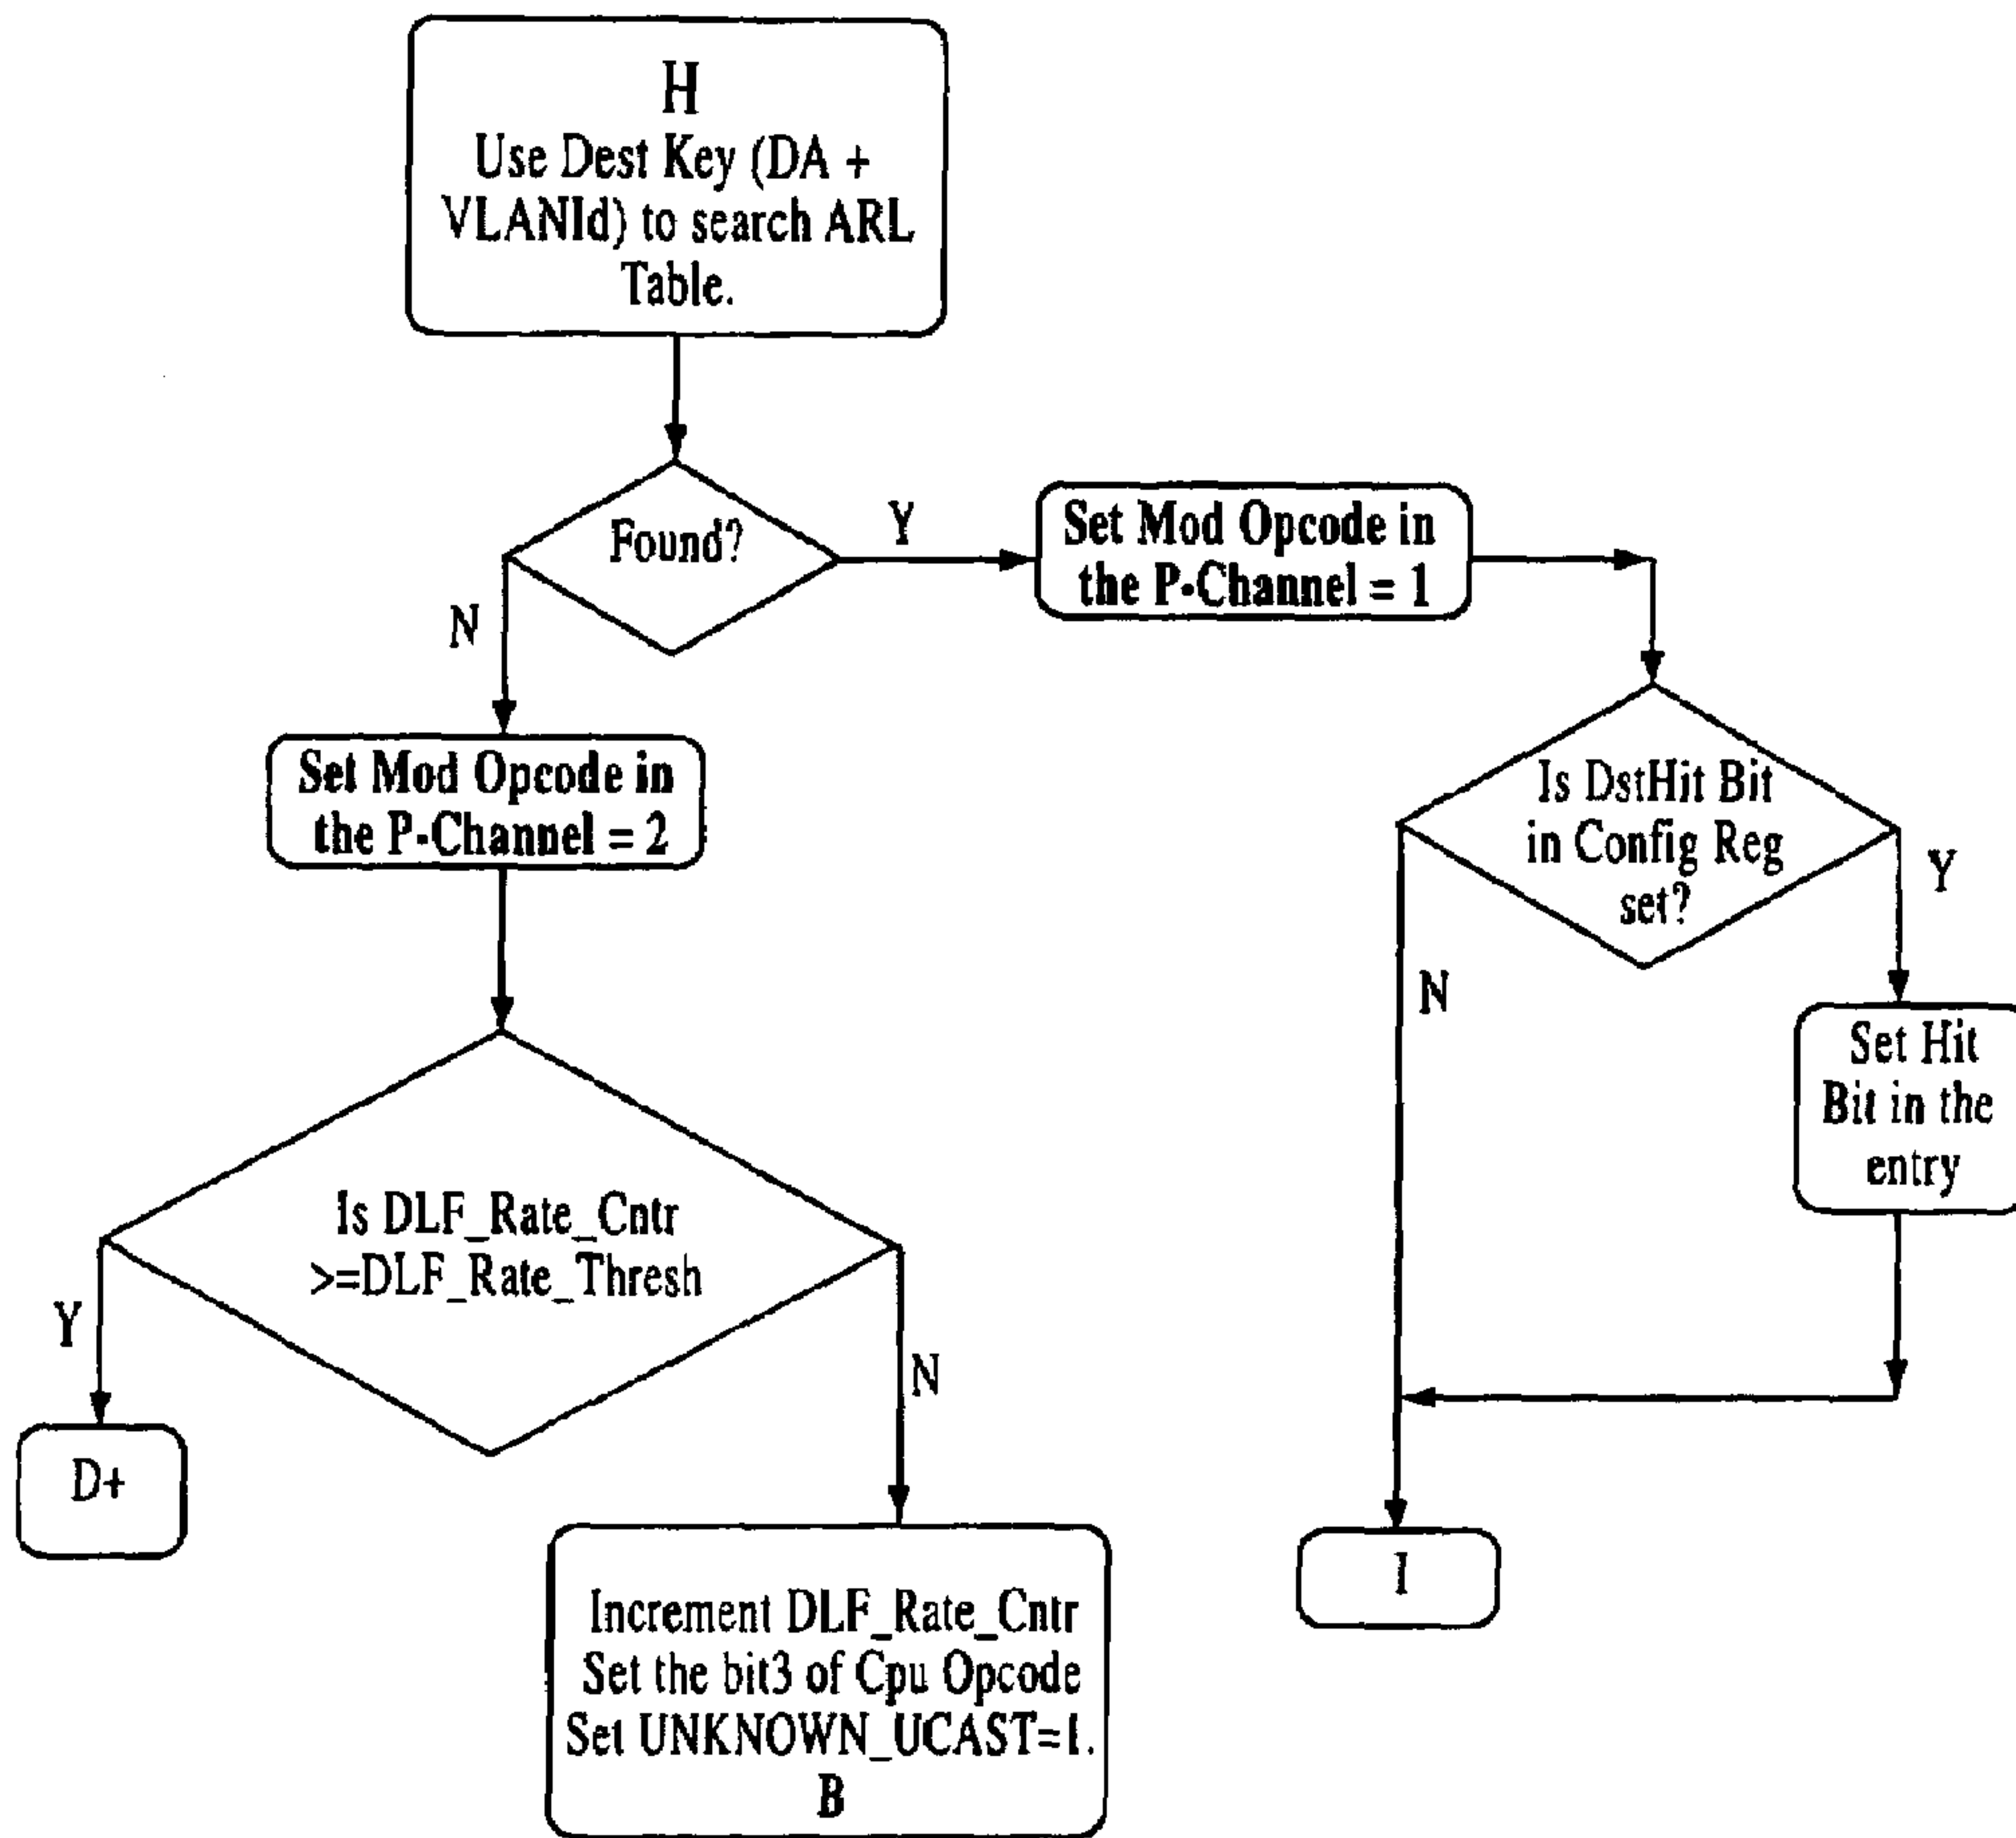 H
Use Dest Key (DA +
VLANId) to search ARL
Table.
Found?
Y
Set Mod Opcode in
the P-Channel = 1
N
Set Mod Opcode in
the P-Channel = 2
Is DstHit Bit
in Config Reg
set?
Y
N
Set Hit
Bit in the
entry
Is DLF_Rate_Cntr
>=DLF_Rate_Thresh
Y
N
D+
I
Increment DLF_Rate_Cntr
Set the bit3 of Cpu Opcode
Set UNKNOWN_UCAST=1.
B